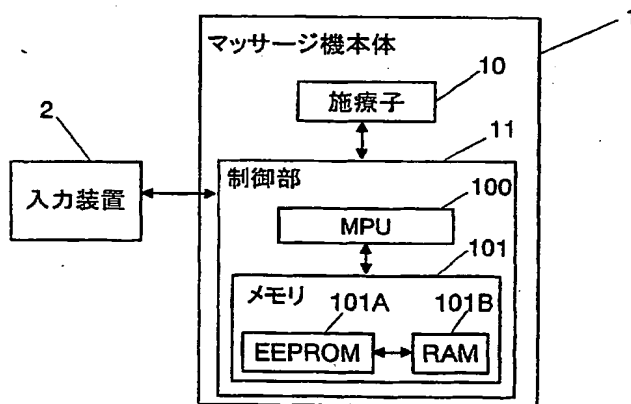 マッサージ機本体
1
10
施療子
2
11
入力装置
制御部
100
MPU
101
メモリ
101A
101B
EEPROM
RAM